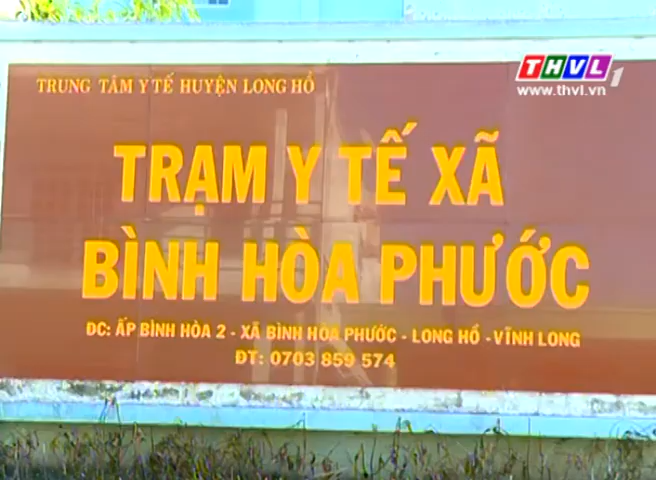 THVL1
www.thvl.vn
TRUNG TÂM Y TẾ HUYỆN LONG HỒ
TRẠM Y TẾ XÃ
BÌNH HÒA PHƯỚC
ĐC: ẤP BÌNH HÒA 2 - XÃ BÌNH HÒA PHƯỚC - LONG HỒ - VĨNH LONG
ĐT: 0703 859 574